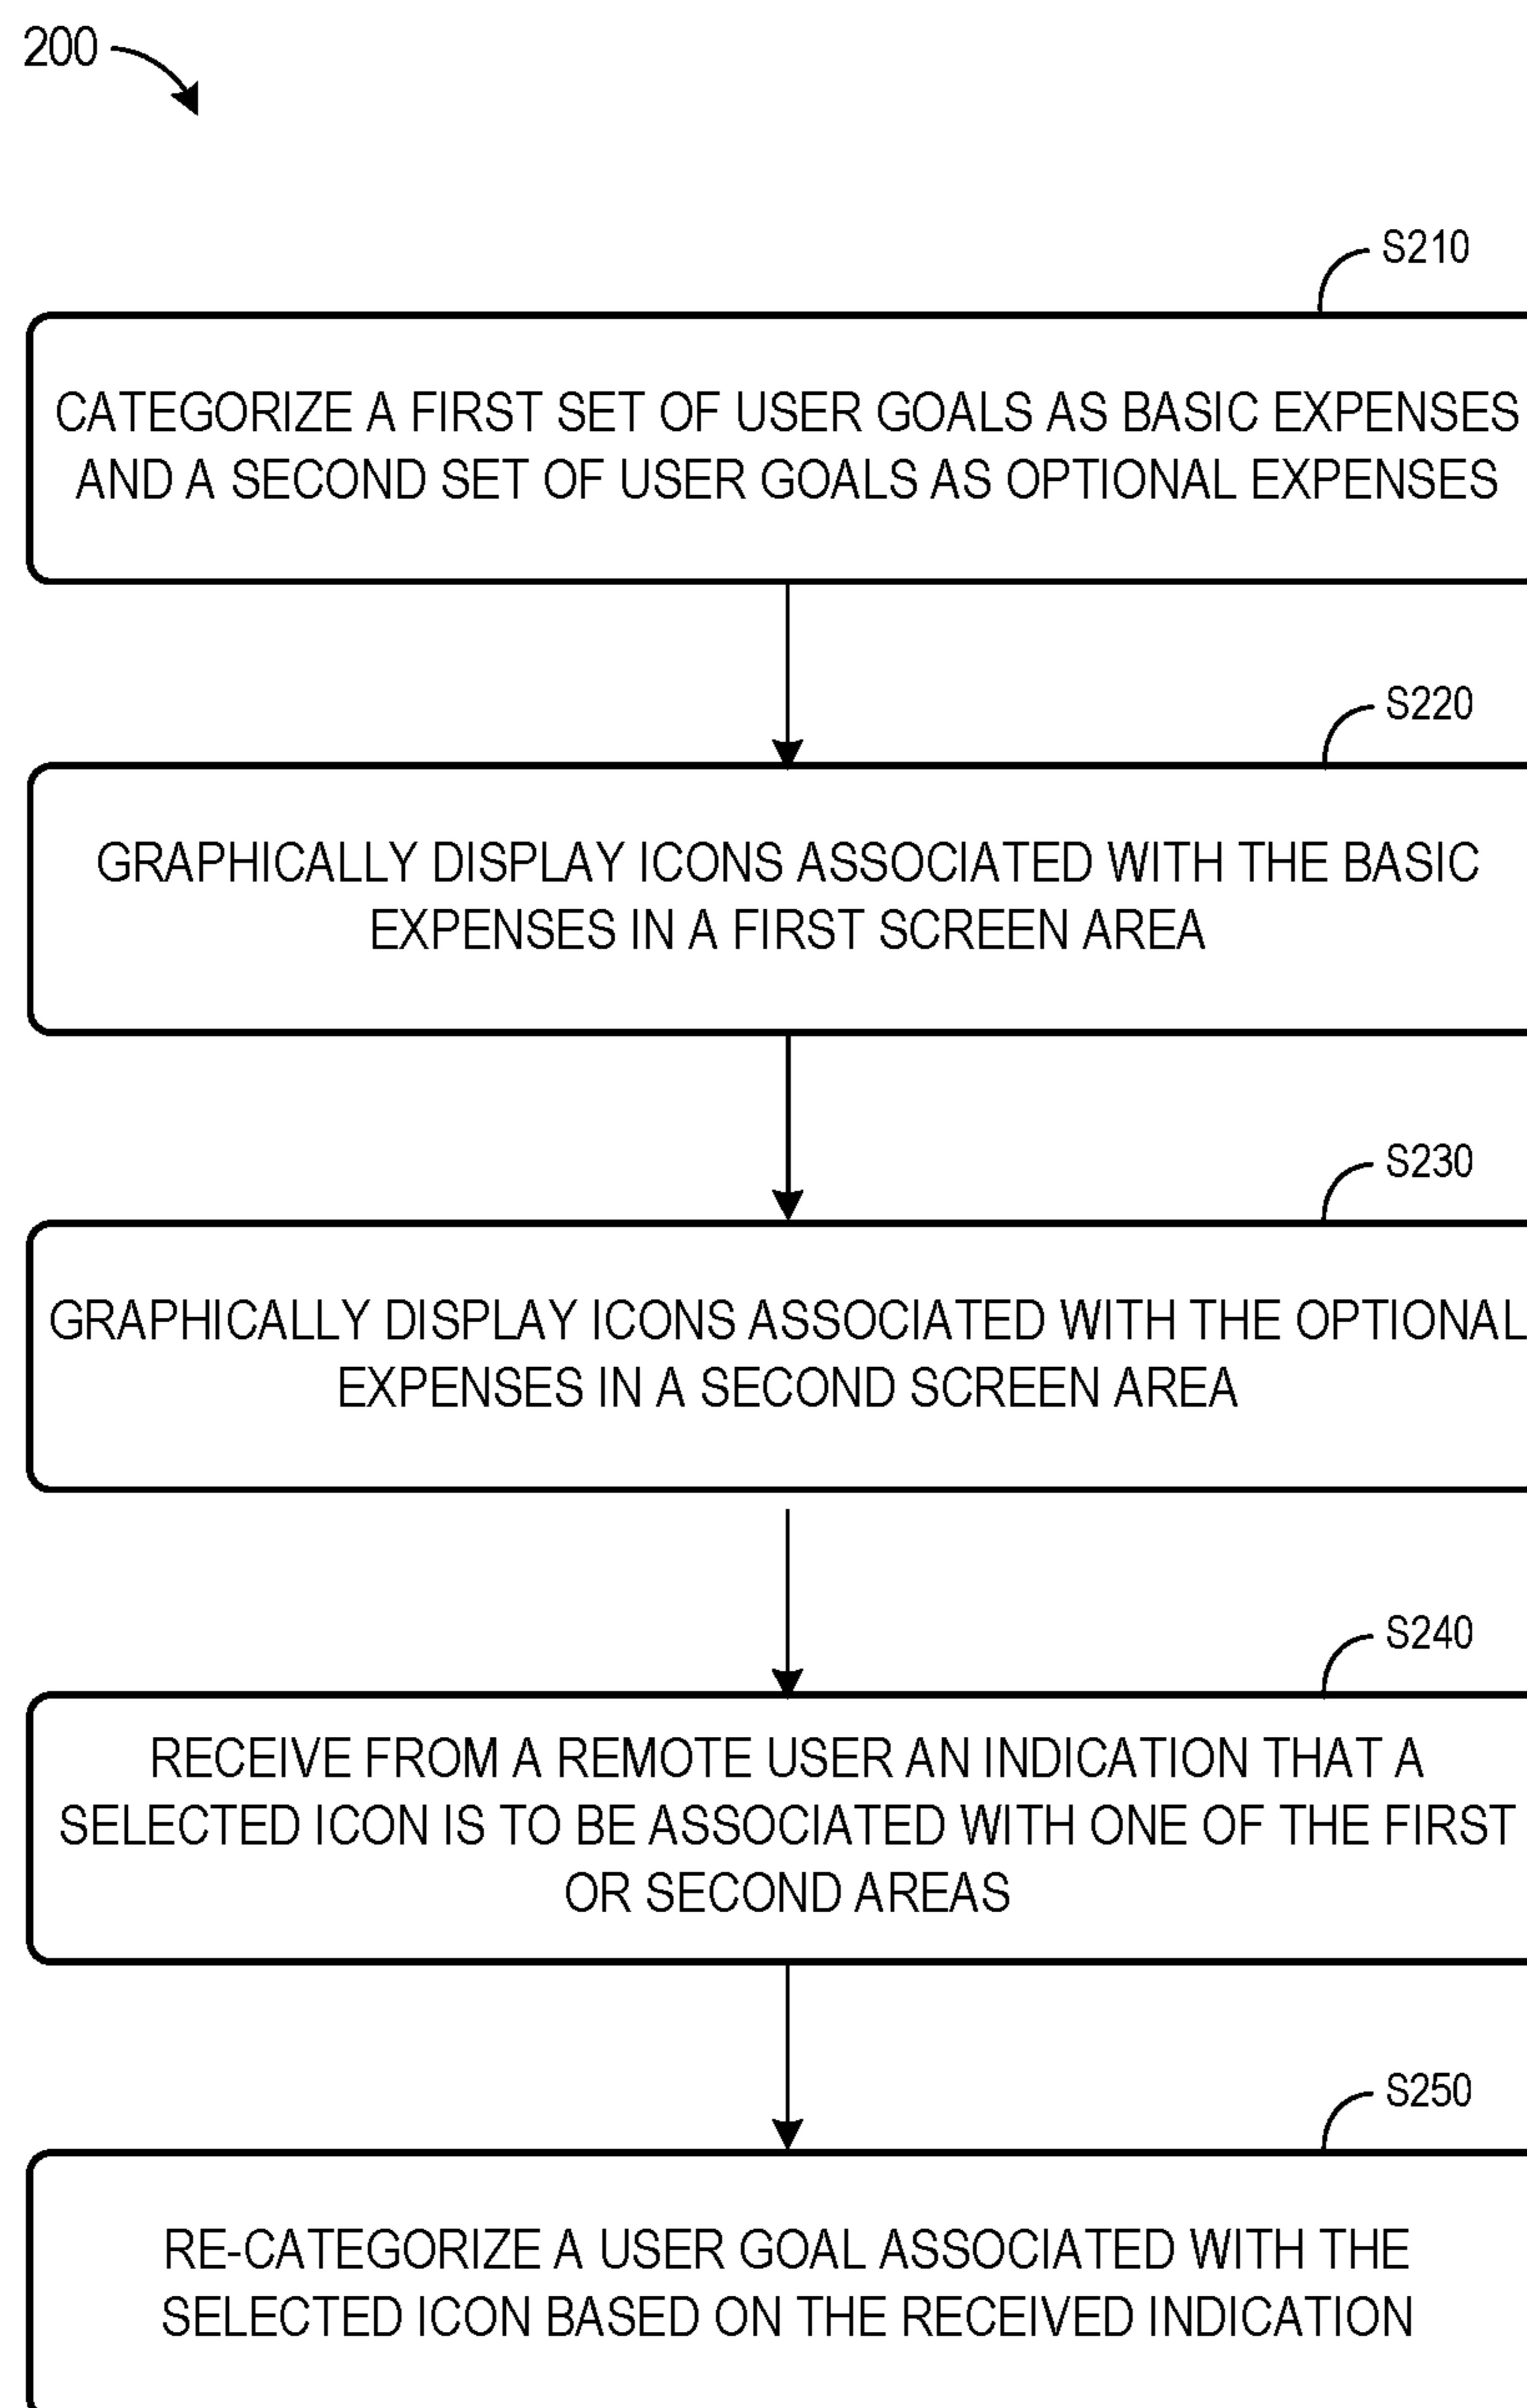 200
S210
CATEGORIZE A FIRST SET OF USER GOALS AS BASIC EXPENSES
AND A SECOND SET OF USER GOALS AS OPTIONAL EXPENSES
S220
GRAPHICALLY DISPLAY ICONS ASSOCIATED WITH THE BASIC
EXPENSES IN A FIRST SCREEN AREA
S230
GRAPHICALLY DISPLAY ICONS ASSOCIATED WITH THE OPTIONAL
EXPENSES IN A SECOND SCREEN AREA
S240
RECEIVE FROM A REMOTE USER AN INDICATION THAT A
SELECTED ICON IS TO BE ASSOCIATED WITH ONE OF THE FIRST
OR SECOND AREAS
S250
RE-CATEGORIZE A USER GOAL ASSOCIATED WITH THE
SELECTED ICON BASED ON THE RECEIVED INDICATION